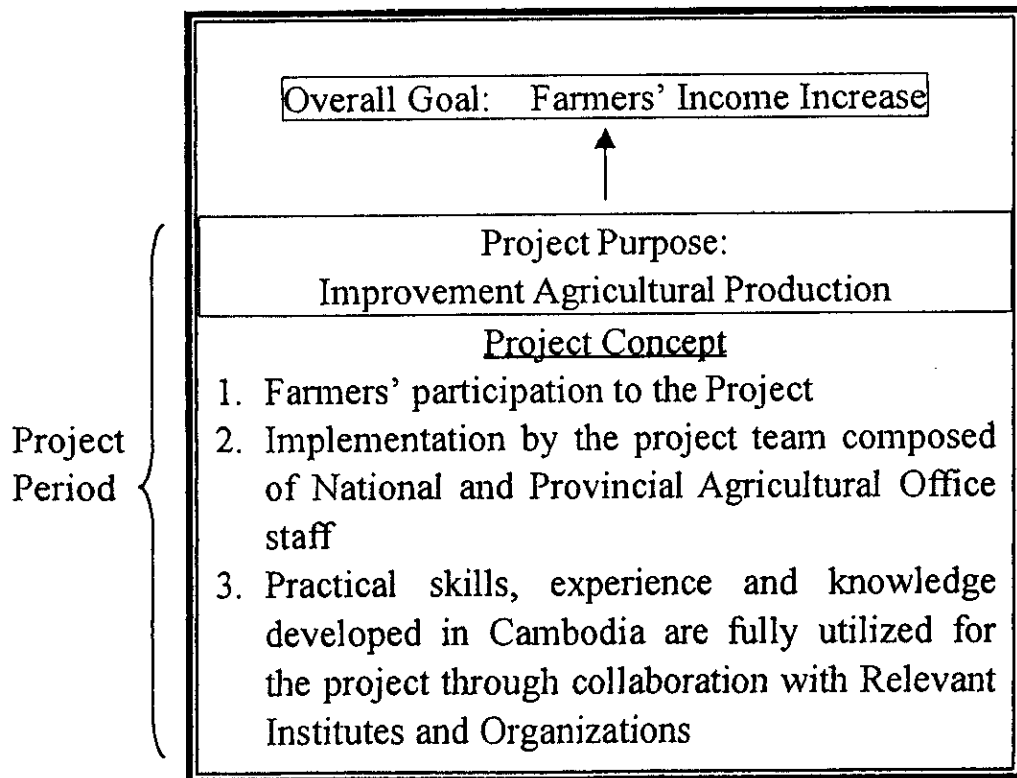 Overall Goal: Farmers' Income Increase
Project Purpose:
Improvement Agricultural Production
Project Concept
1. Farmers' participation to the Project
2. Implementation by the project team composed
of National and Provincial Agricultural Office
staff
3. Practical skills, experience and knowledge
developed in Cambodia are fully utilized for
the project through collaboration with Relevant
Institutes and Organizations
Project
Period